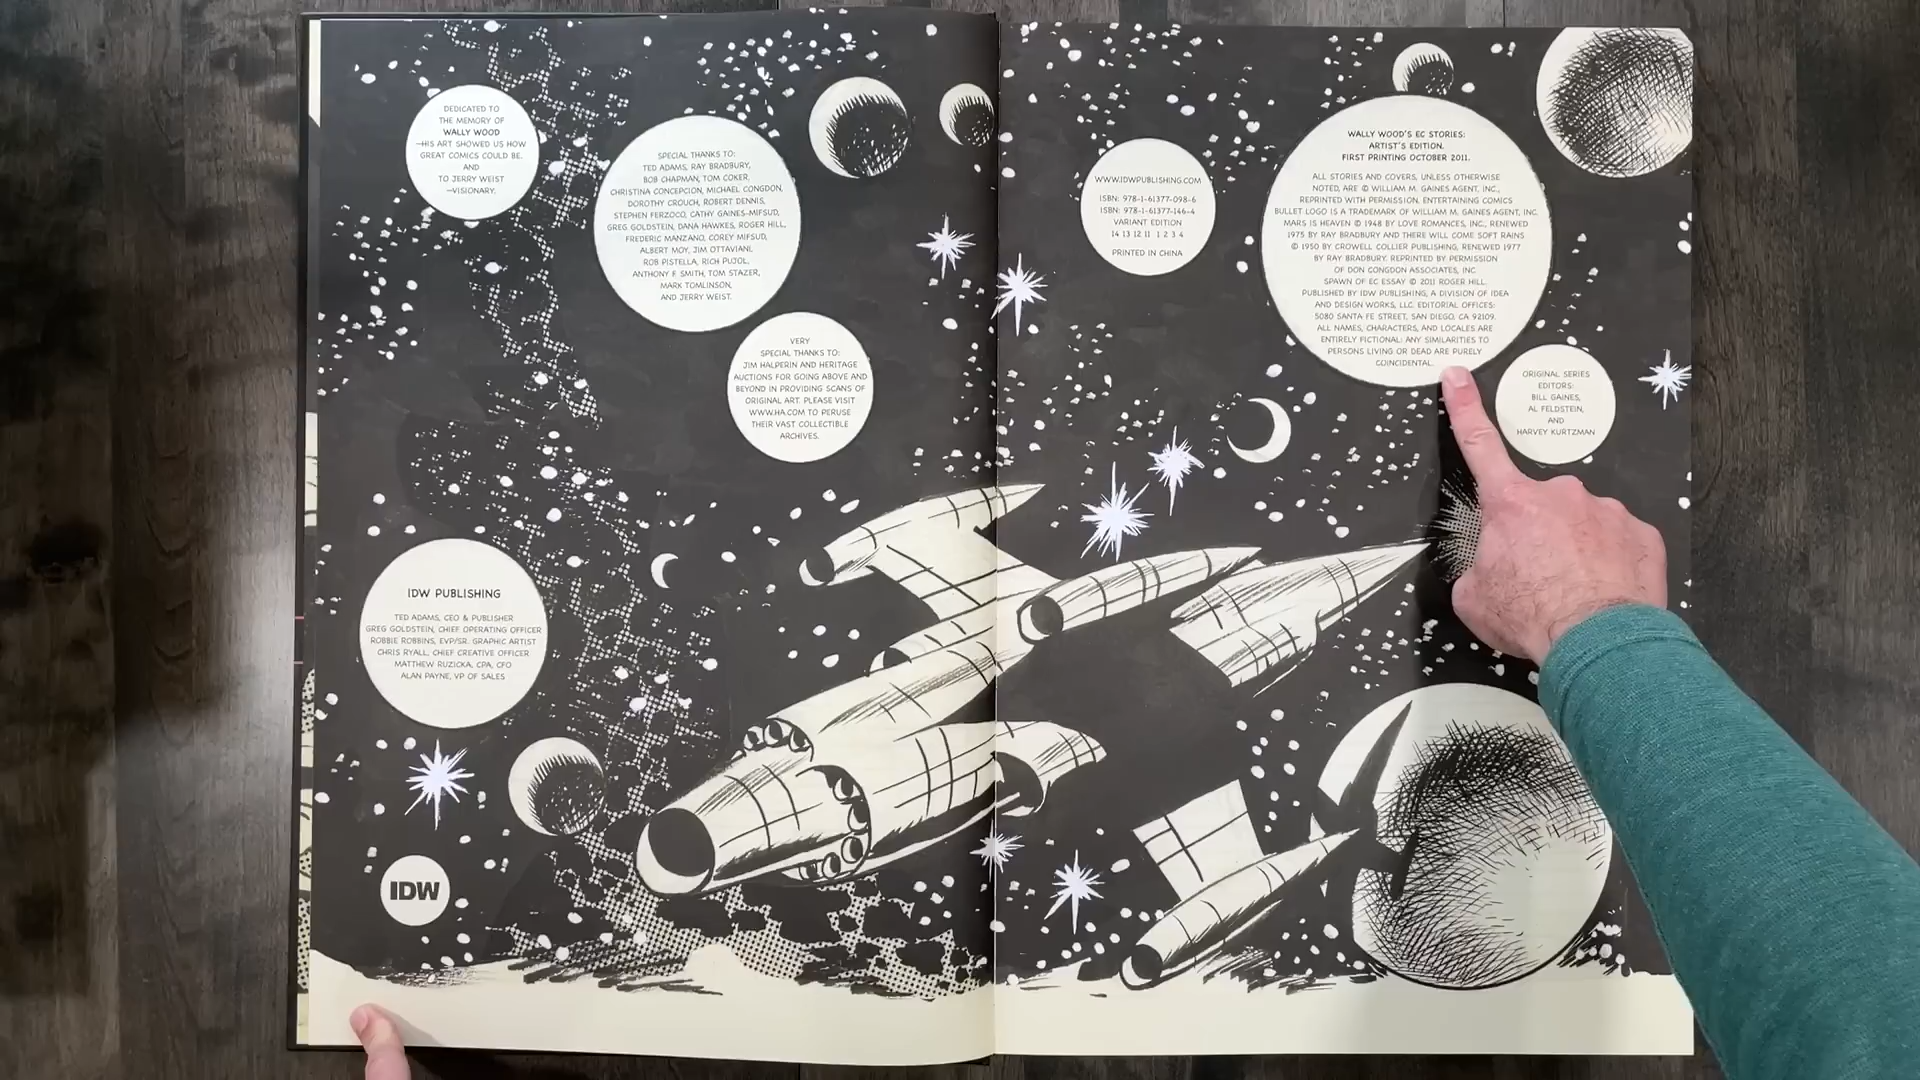 DEDICATED TO
THE MEMORY OF
WALLY WOOD
—HIS ART SHOWED US HOW
GREAT COMICS COULD BE.
AND
TO JERRY WEIST
—VISIONARY.
SPECIAL THANKS TO:
TED ADAMS, RAY BRADBURY,
BOB CHAPMAN, TOM COKER,
CHRISTINA CONCEPCION, MICHAEL CONGDON,
DOROTHY CROUCH, ROBERT DENNIS,
STEPHEN FERZOCO, CATHY GAINES-MIFSUD,
GREG GOLDSTEIN, DANA HAWKES, ROGER HILL,
FREDERIC MANZANO, COREY MIFSUD,
ALBERT MOY, JIM OTTAVIANI,
ROB PISTELLA, RICH PUJOL,
ANTHONY F. SMITH, TOM STAZER,
MARK TOMLINSON,
AND JERRY WEIST.
VERY
SPECIAL THANKS TO:
JIM HALPERIN AND HERITAGE
AUCTIONS FOR GOING ABOVE AND
BEYOND IN PROVIDING SCANS OF
ORIGINAL ART. PLEASE VISIT
WWW.HA.COM TO PERUSE
THEIR VAST COLLECTIBLE
ARCHIVES.
IDW PUBLISHING
TED ADAMS, CEO & PUBLISHER
GREG GOLDSTEIN, CHIEF OPERATING OFFICER
ROBBIE ROBBINS, EVP/SR. GRAPHIC ARTIST
CHRIS RYALL, CHIEF CREATIVE OFFICER
MATTHEW RUZICKA, CPA, CFO
ALAN PAYNE, VP OF SALES
IDW
WWW.IDWPUBLISHING.COM
ISBN: 978-1-61377-098-6
ISBN: 978-1-61377-146-4
VARIANT EDITION
14 13 12 11 1 2 3 4
PRINTED IN CHINA
WALLY WOOD'S EC STORIES:
ARTIST'S EDITION.
FIRST PRINTING OCTOBER 2011.
ALL STORIES AND COVERS, UNLESS OTHERWISE
NOTED, ARE © WILLIAM M. GAINES AGENT, INC.,
REPRINTED WITH PERMISSION. ENTERTAINING COMICS
BULLET LOGO IS A TRADEMARK OF WILLIAM M. GAINES AGENT, INC.
MARS IS HEAVEN © 1948 BY LOVE ROMANCES, INC., RENEWED
1975 BY RAY BRADBURY AND THERE WILL COME SOFT RAINS
© 1950 BY CROWELL COLLIER PUBLISHING, RENEWED 1977
BY RAY BRADBURY. REPRINTED BY PERMISSION
OF DON CONGDON ASSOCIATES, INC
SPAWN OF EC ESSAY © 2011 ROGER HILL.
PUBLISHED BY IDW PUBLISHING, A DIVISION OF IDEA
AND DESIGN WORKS, LLC. EDITORIAL OFFICES:
5080 SANTA FE STREET, SAN DIEGO, CA 92109.
ALL NAMES, CHARACTERS, AND LOCALES ARE
ENTIRELY FICTIONAL: ANY SIMILARITIES TO
PERSONS LIVING OR DEAD ARE PURELY
COINCIDENTAL.
ORIGINAL SERIES
EDITORS:
BILL GAINES,
AL FELDSTEIN,
AND
HARVEY KURTZMAN